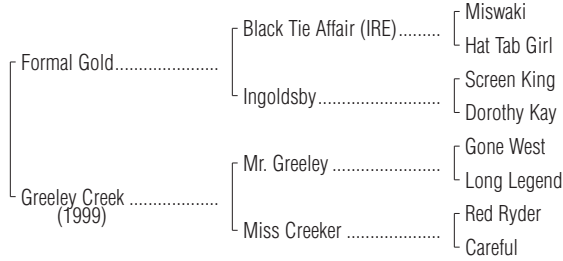 Miswaki
Black Tie Affair (IRE).........
Hat Tab Girl
Formal Gold......................
Screen King
Ingoldsby..........................
Dorothy Kay
Gone West
Mr. Greeley .......................
Long Legend
Greeley Creek ...................
(1999)
Red Ryder
Miss Creeker ....................
Careful